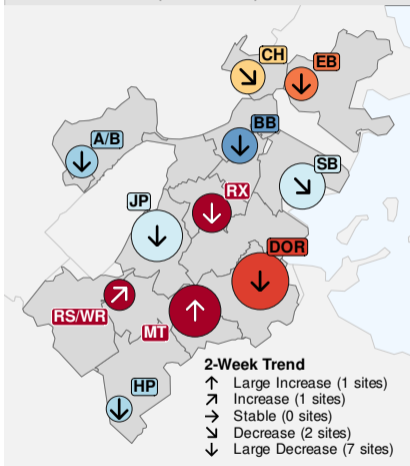 CH
EB
BB
A/B
SB
RX
JP
DOR
RS/WR
MT
HP
2-Week Trend
↑ Large Increase (1 sites)
↗ Increase (1 sites)
→ Stable (0 sites)
↘ Decrease (2 sites)
↓ Large Decrease (7 sites)